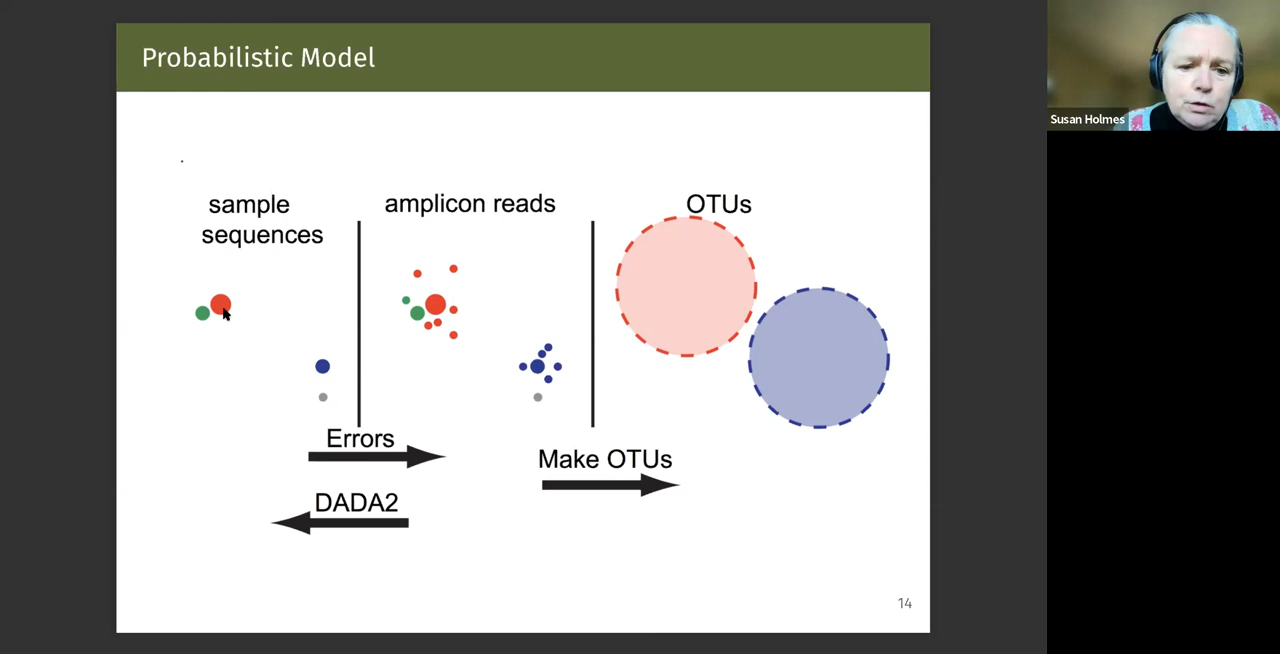 Probabilistic Model
sample
sequences
amplicon reads
OTUs
Errors
DADA2
Make OTUs
14
Susan Holmes